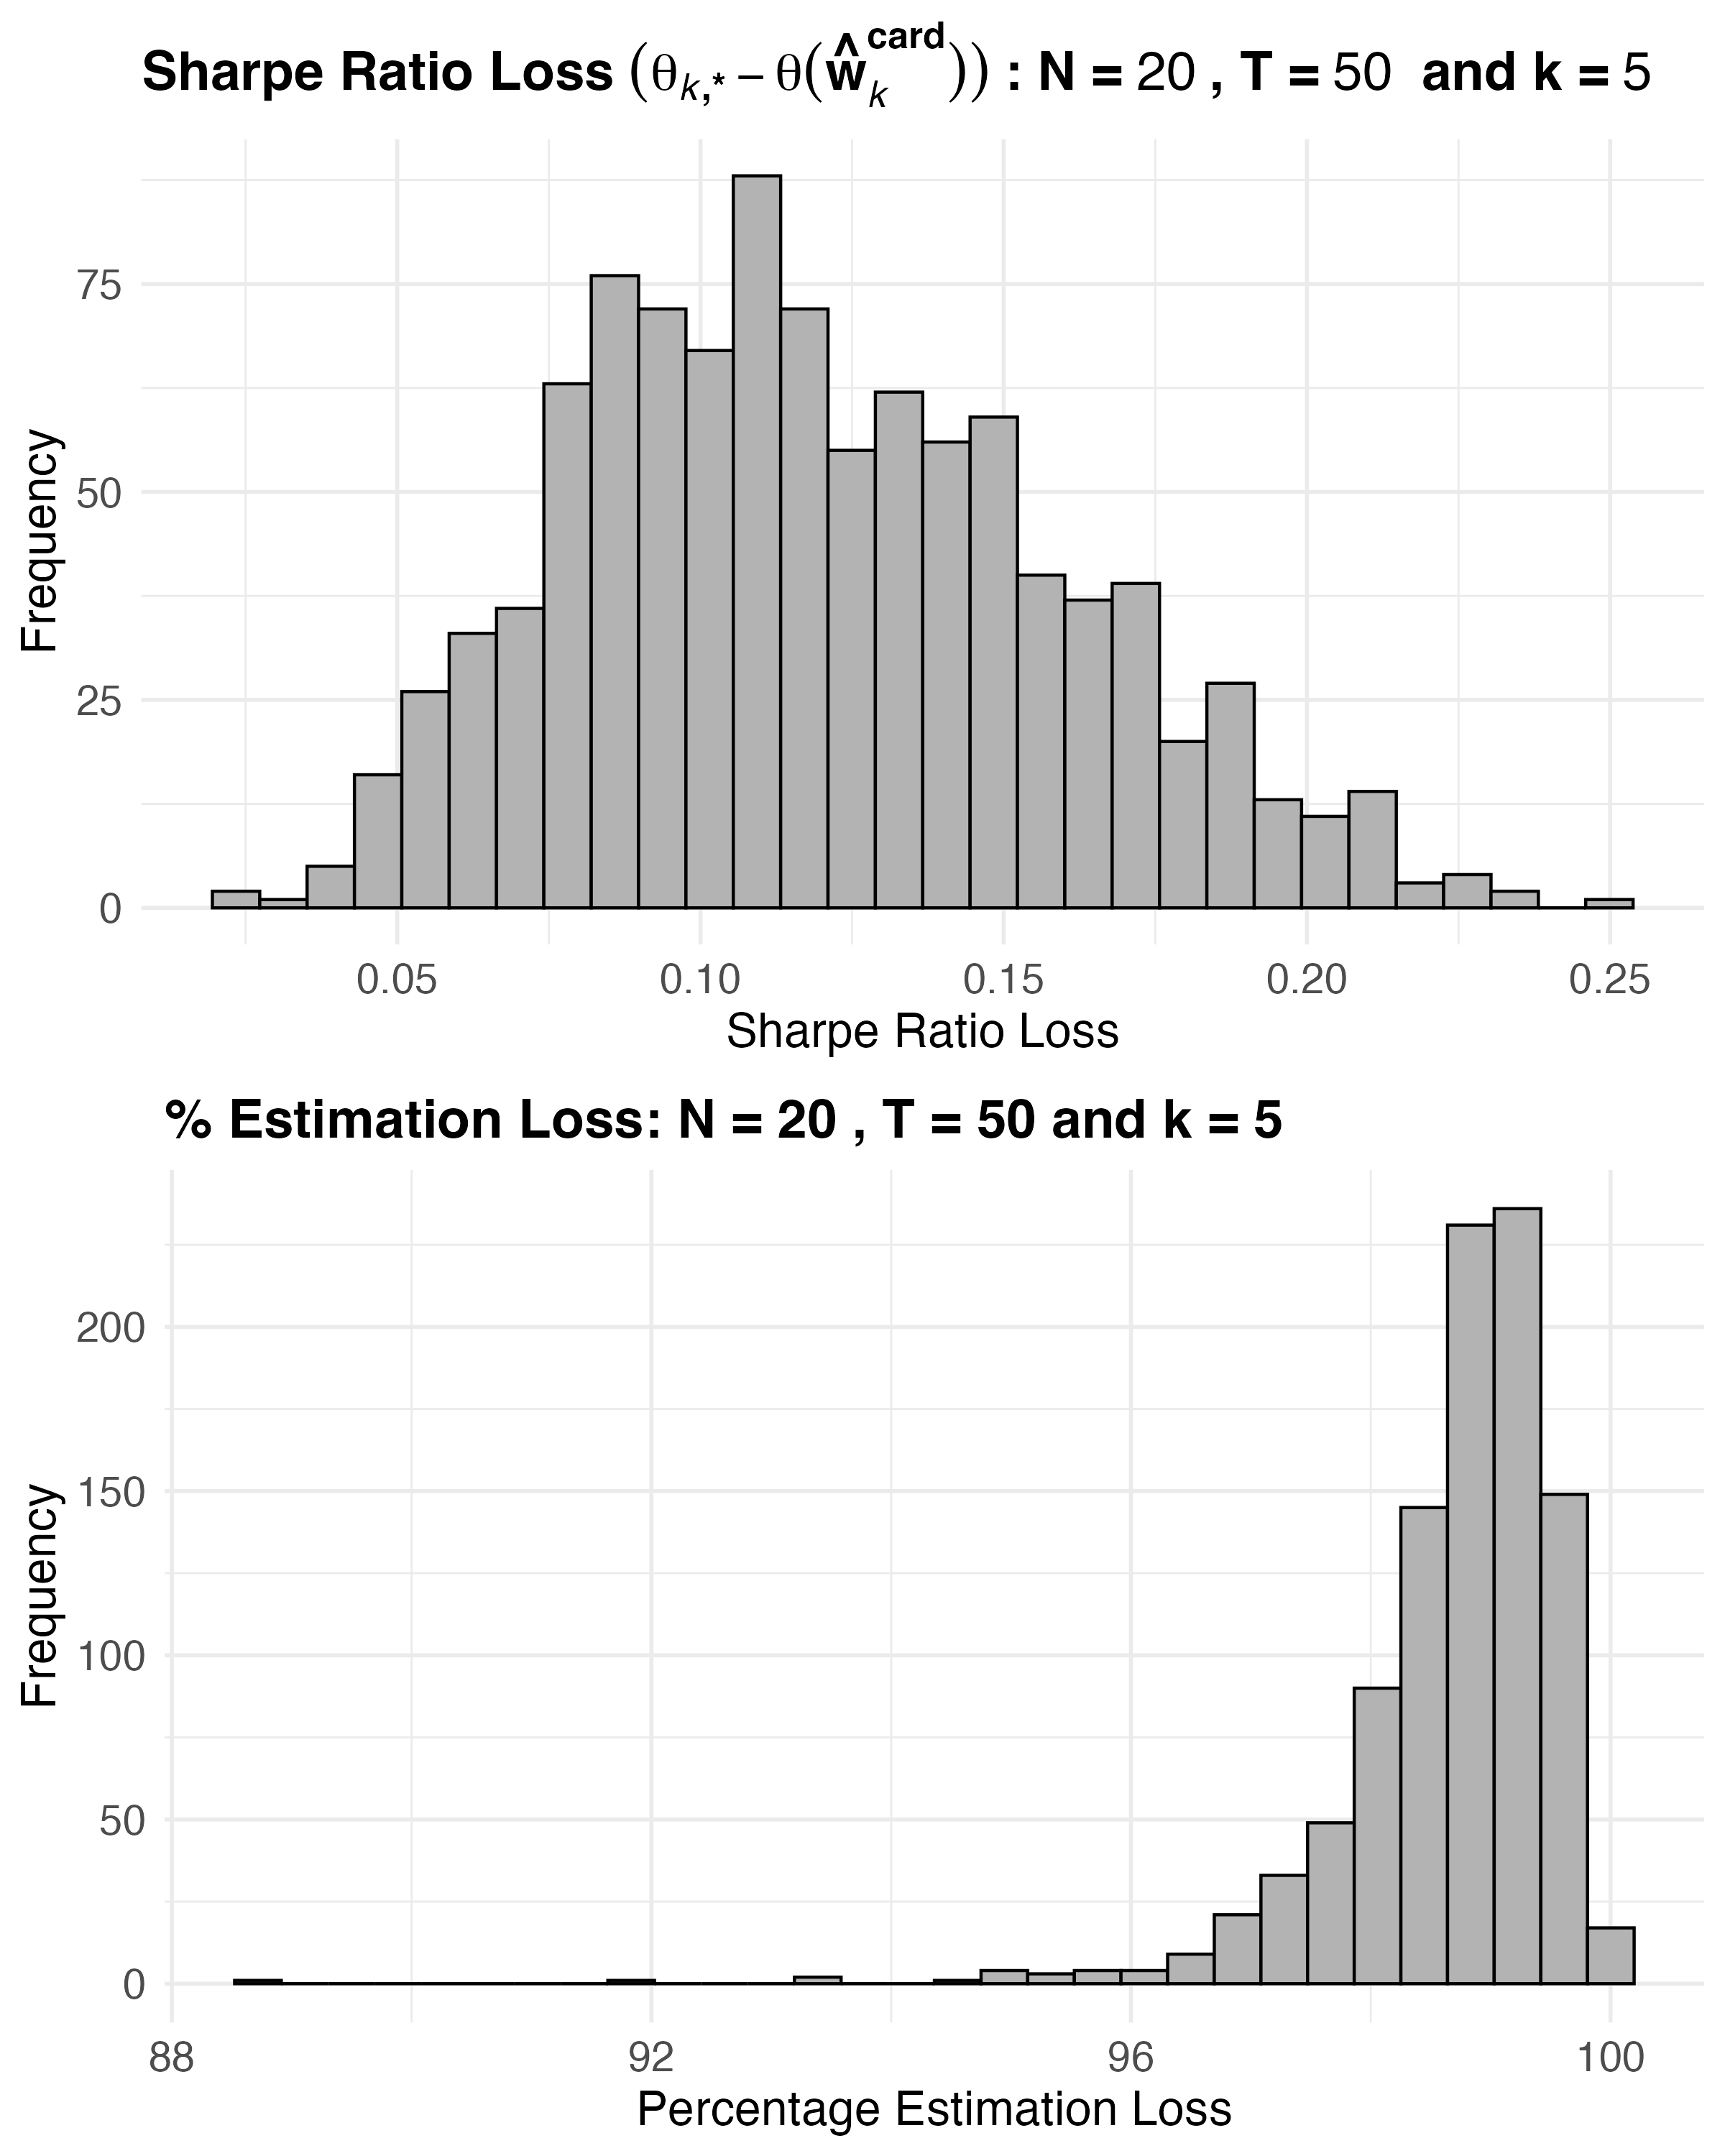 Sharpe Ratio Loss (θk,* − θ(ŵk^card)) : N = 20 , T = 50 and k = 5
Frequency
75
50
25
0
0.05 0.10 0.15 0.20 0.25
Sharpe Ratio Loss
% Estimation Loss: N = 20 , T = 50 and k = 5
Frequency
200
150
100
50
0
88 92 96 100
Percentage Estimation Loss